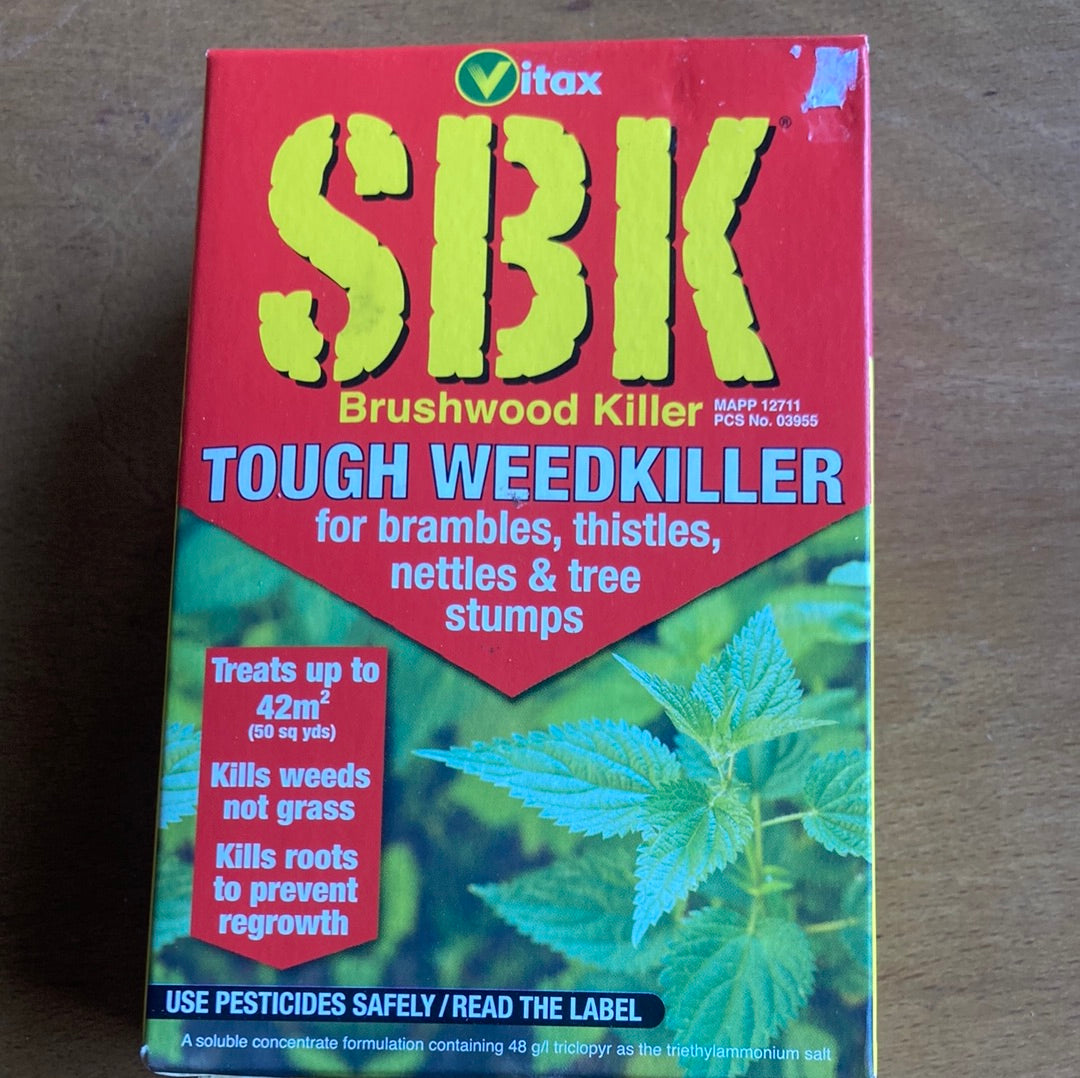 Vitax
SBK®
Brushwood Killer
MAPP 12711
PCS No. 03955
TOUGH WEEDKILLER
for brambles, thistles,
nettles & tree
stumps
Treats up to
42m²
(50 sq yds)
Kills weeds
not grass
Kills roots
to prevent
regrowth
USE PESTICIDES SAFELY/READ THE LABEL
A soluble concentrate formulation containing 48 g/l triclopyr as the triethylammonium salt